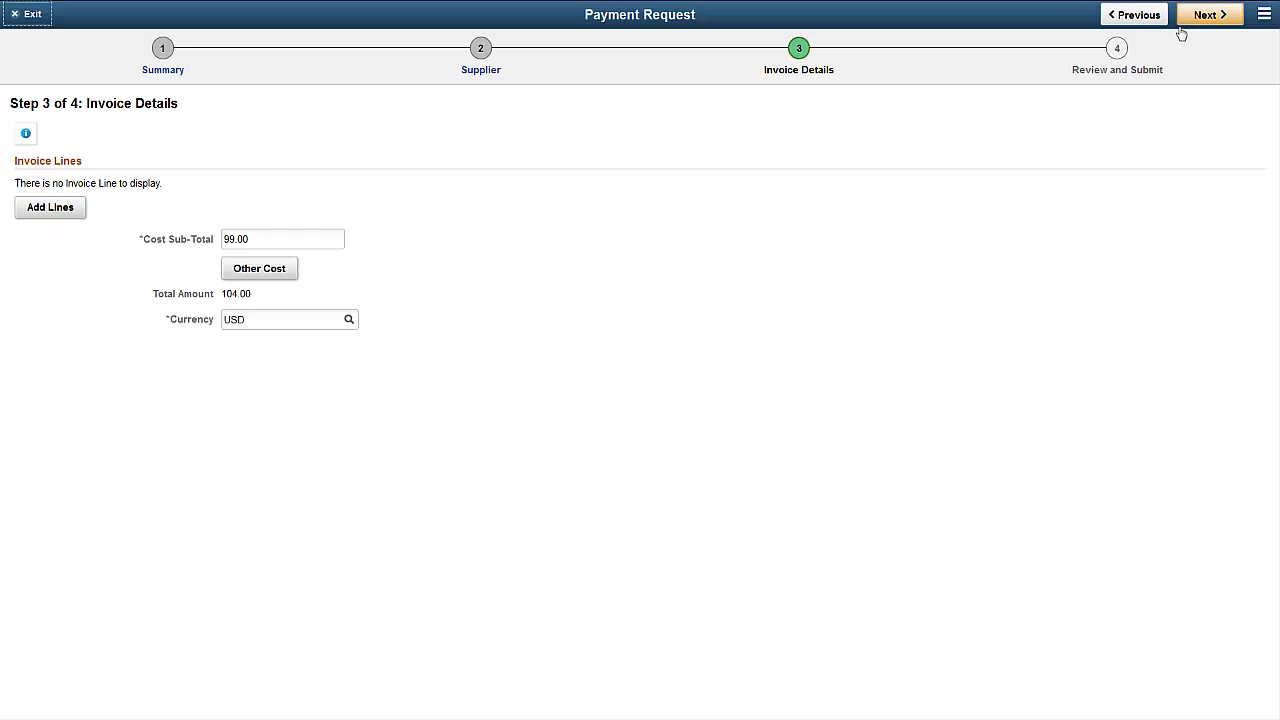 × Exit
Payment Request
Previous
Next
1
2
3
4
Summary
Supplier
Invoice Details
Review and Submit
Step 3 of 4: Invoice Details
i
Invoice Lines
There is no Invoice Line to display.
Add Lines
*Cost Sub-Total 99.00
Other Cost
Total Amount 104.00
*Currency USD